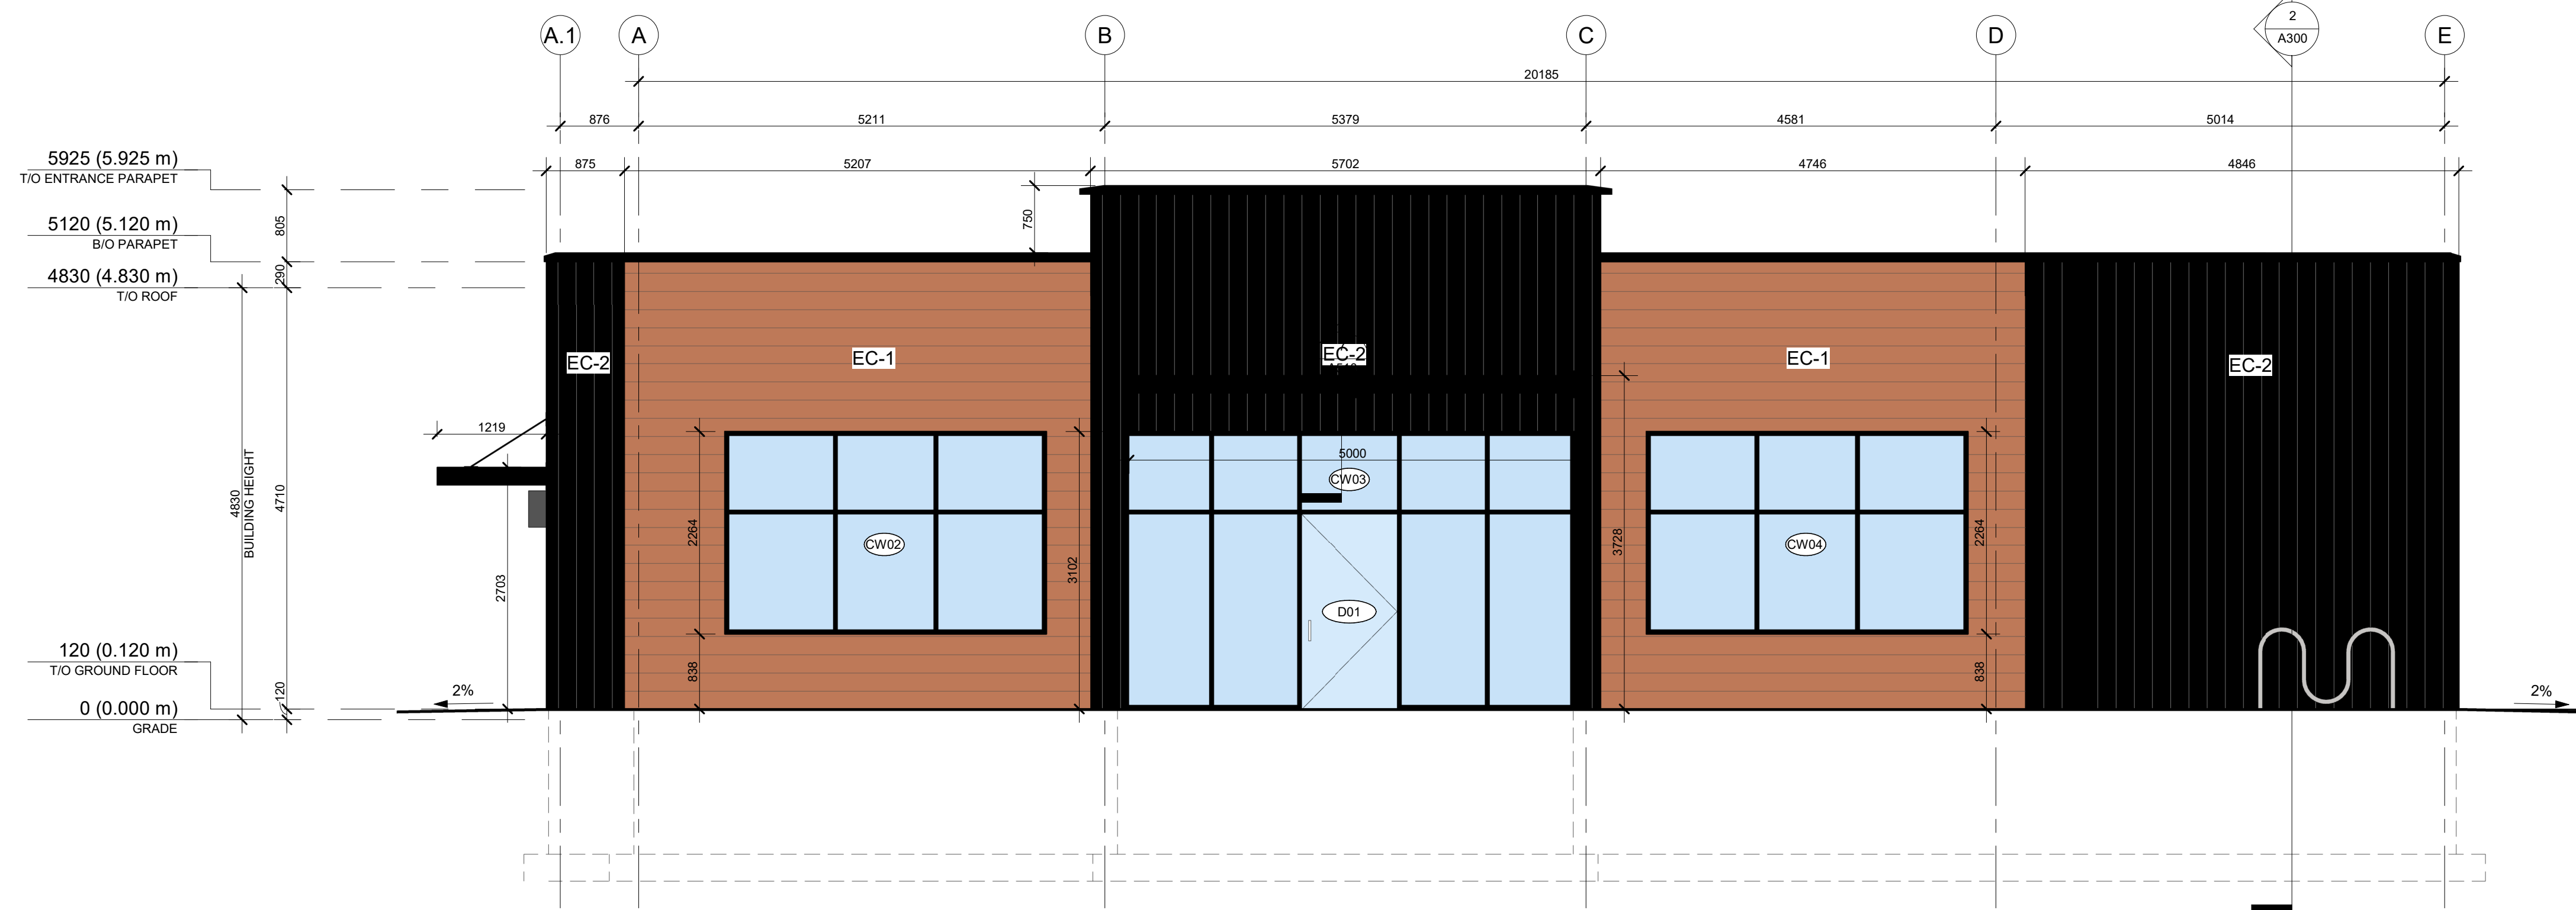 A.1
A
B
C
D
2
A300
E
20185
876
5211
5379
4581
5014
875
5207
5702
4746
4846
5925 (5.925 m)
T/O ENTRANCE PARAPET
805
750
5120 (5.120 m)
B/O PARAPET
290
4830 (4.830 m)
T/O ROOF
EC-2
EC-1
EC-2
EC-1
EC-2
1219
5000
CW03
4830
BUILDING HEIGHT
4710
2703
2264
CW02
3102
3728
CW04
2264
D01
838
838
120 (0.120 m)
T/O GROUND FLOOR
120
2%
2%
0 (0.000 m)
GRADE